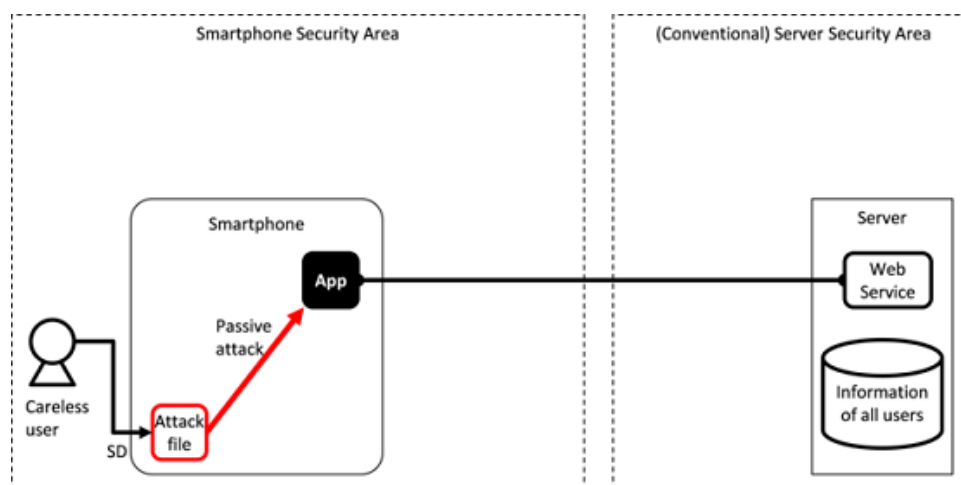 Smartphone Security Area
(Conventional) Server Security Area
Smartphone
Server
App
Web
Service
Passive
attack
Information
of all users
Careless
user
Attack
file
SD